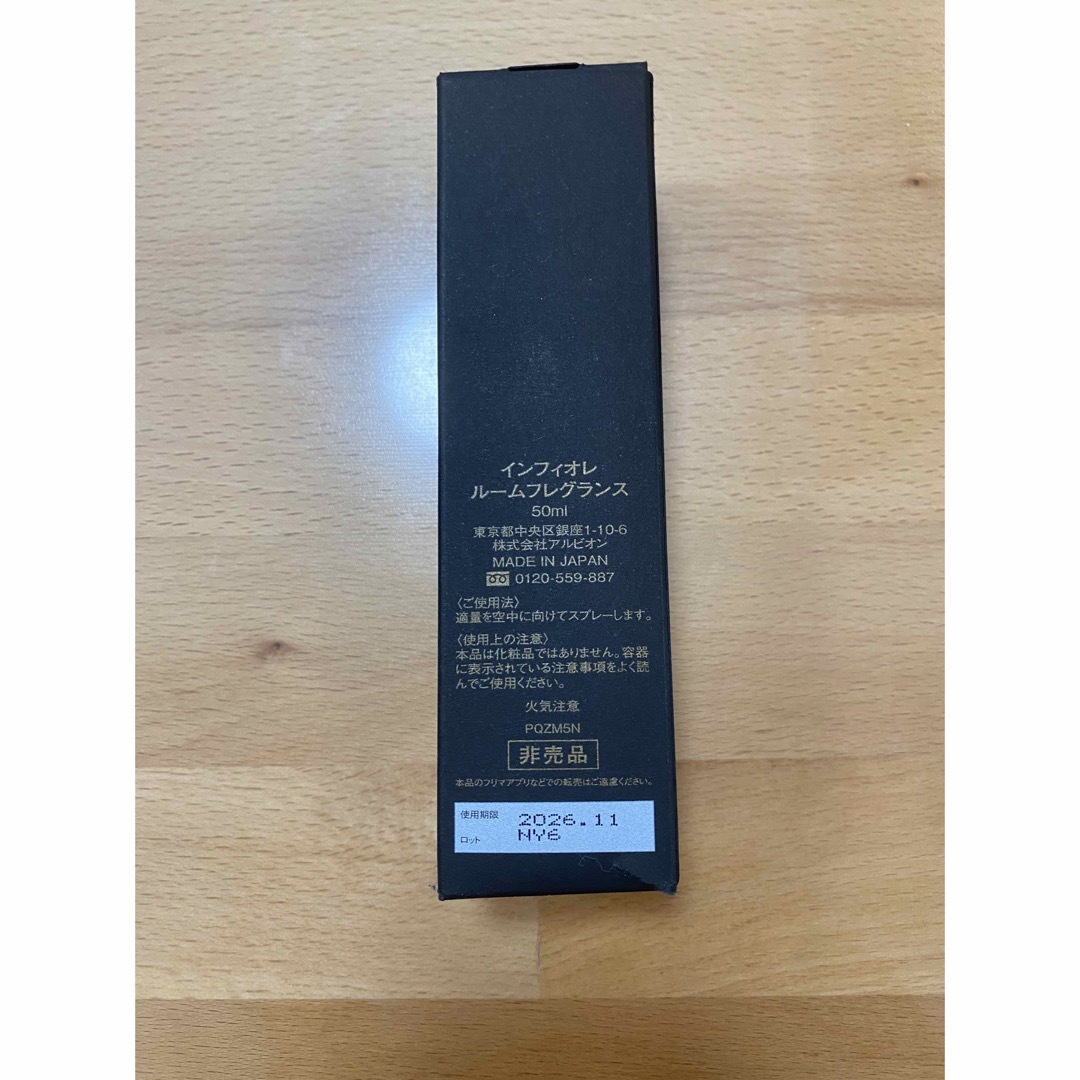 インフィオレ
ルームフレグランス
50ml
東京都中央区銀座1-10-6
株式会社アルビオン
MADE IN JAPAN
0120-559-887
〈ご使用法〉
適量を空中に向けてスプレーします。
〈使用上の注意〉
本品は化粧品ではありません。容器
に表示されている注意事項をよく読
んでご使用ください。
火気注意
PQZM5N
非売品
本品のフリマアプリなどでの転売はご遠慮ください。
使用期限 2026.11
ロット NY6